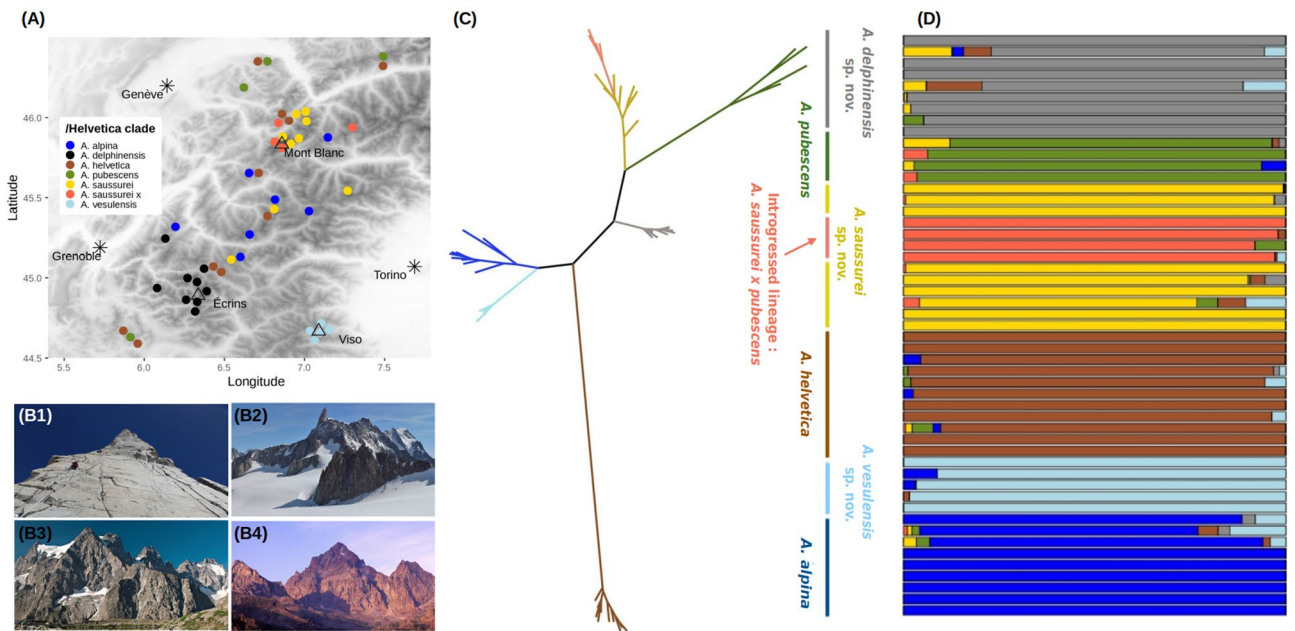 (A)
Genève
46.0
/Helvetica clade
A. alpina
A. delphinensis
A. helvetica
A. pubescens
A. saussurei
A. saussurei x
A. vesulensis
Mont Blanc
Latitude
45.5
Grenoble
Torino
45.0
Écrins
Viso
44.5
5.5 6.0 6.5 7.0 7.5
Longitude
(B1)
(B2)
(B3)
(B4)
(C)
A. delphinensis
sp. nov.
A. pubescens
A. saussurei
sp. nov.
Introgressed lineage :
A. saussurei x pubescens
A. helvetica
A. vesulensis
sp. nov.
A. alpina
(D)